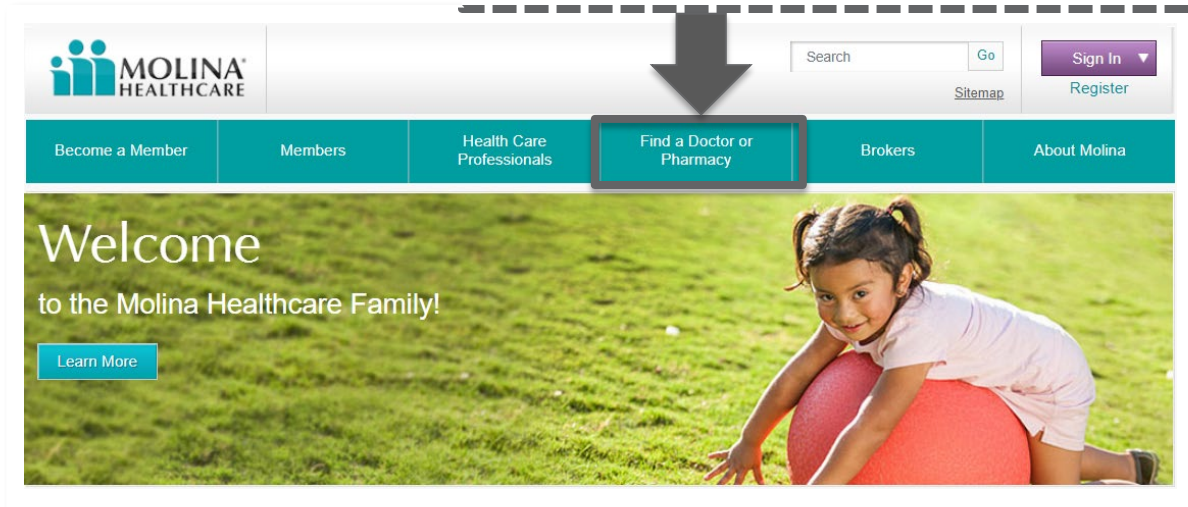 MOLINA
HEALTHCARE
Search
Go
Sign In
Sitemap
Register
Become a Member
Members
Health Care
Professionals
Find a Doctor or
Pharmacy
Brokers
About Molina
Welcome
to the Molina Healthcare Family!
Learn More